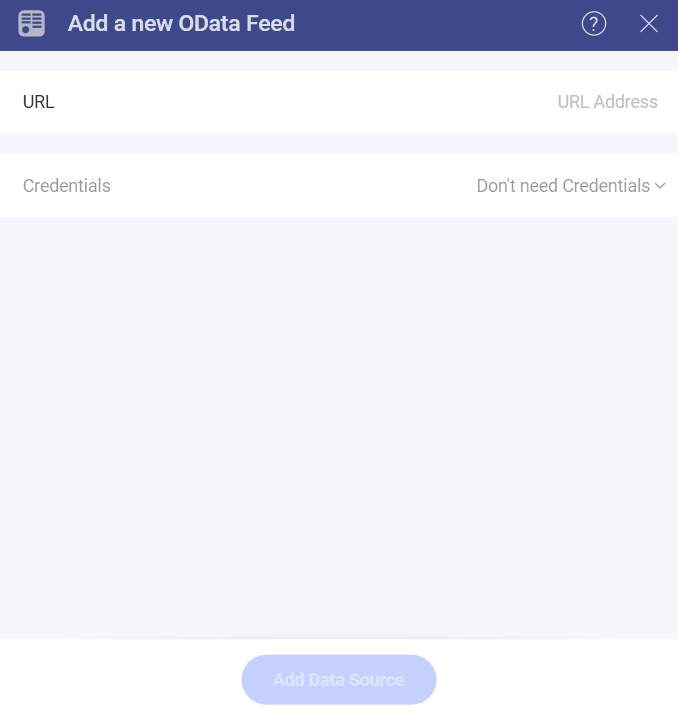 Add a new OData Feed
?
URL
URL Address
Credentials
Don't need Credentials
Add Data Source